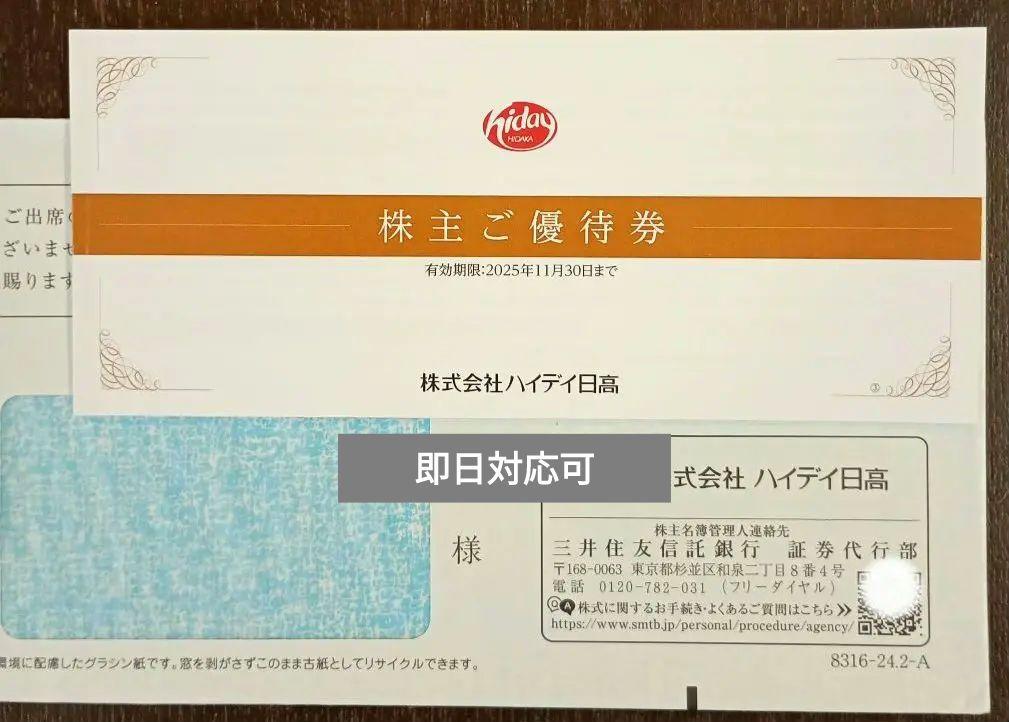 hiday
HIDAKA
株主ご優待券
有効期限:2025年11月30日まで
株式会社ハイデイ日高
①
ご出席の
ざいませ
賜ります
即日対応可
式会社 ハイデイ日高
様
株主名簿管理人連絡先
三井住友信託銀行 証券代行部
〒168-0063 東京都杉並区和泉二丁目8番4号
電話 0120-782-031 (フリーダイヤル)
Q A 株式に関するお手続き・よくあるご質問はこちら
https://www.smtb.jp/personal/procedure/agency/
環境に配慮したグラシン紙です。窓を剥がさずこのまま古紙としてリサイクルできます。
8316-24.2-A